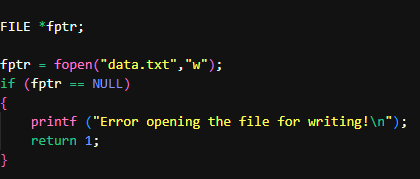 FILE *fptr;
fptr = fopen("data.txt","w");
if (fptr == NULL)
{
    printf ("Error opening the file for writing!\n");
    return 1;
}